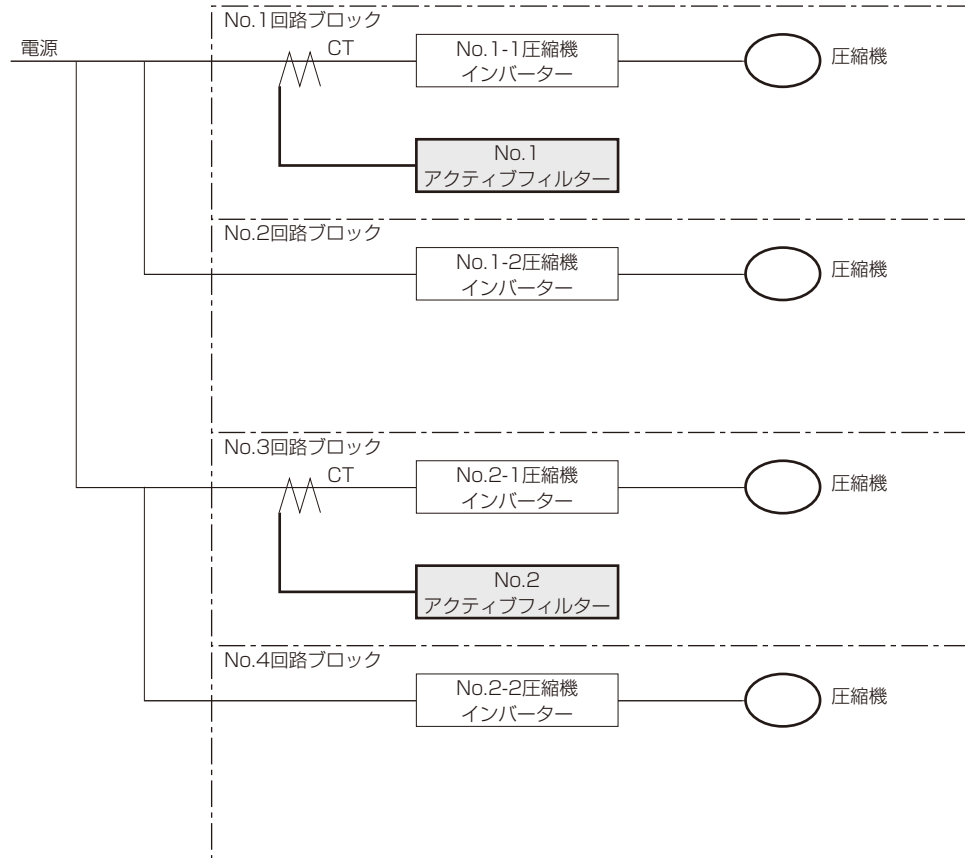 No.1回路ブロック
電源
CT
No.1-1圧縮機
インバーター
圧縮機
No.1
アクティブフィルター
No.2回路ブロック
No.1-2圧縮機
インバーター
圧縮機
No.3回路ブロック
CT
No.2-1圧縮機
インバーター
圧縮機
No.2
アクティブフィルター
No.4回路ブロック
No.2-2圧縮機
インバーター
圧縮機